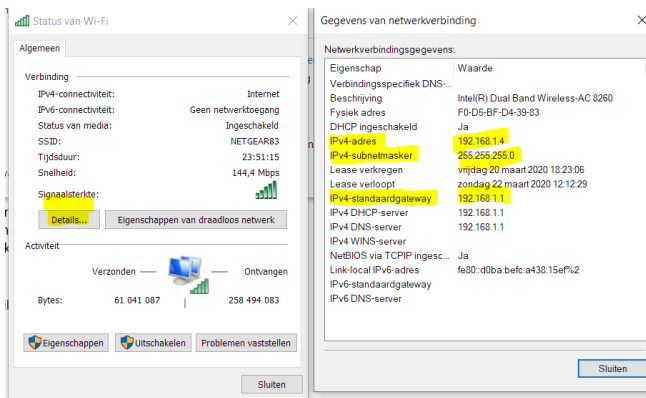 Status van Wi-Fi
Algemeen
Verbinding
IPv4-connectiviteit: Internet
IPv6-connectiviteit: Geen netwerktoegang
Status van media: Ingeschakeld
SSID: NETGEAR83
Tijdsduur: 23:51:15
Snelheid: 144,4 Mbps
Signaalsterkte:
Details... Eigenschappen van draadloos netwerk
Activiteit
Verzonden Ontvangen
Bytes: 61 041 087 258 494 083
Eigenschappen Uitschakelen Problemen vaststellen
Sluiten
Gegevens van netwerkverbinding
Netwerkverbindingsgegevens:
Eigenschap Waarde
Verbindingsspecifiek DNS-...
Beschrijving Intel(R) Dual Band Wireless-AC 8260
Fysiek adres F0-D5-BF-D4-39-83
DHCP ingeschakeld Ja
IPv4-adres 192.168.1.4
IPv4-subnetmasker 255.255.255.0
Lease verkregen vrijdag 20 maart 2020 18:23:06
Lease verloopt zondag 22 maart 2020 12:12:29
IPv4-standaardgateway 192.168.1.1
IPv4 DHCP-server 192.168.1.1
IPv4 DNS-server 192.168.1.1
IPv4 WINS-server
NetBIOS via TCPIP ingesc... Ja
Link-local IPv6-adres fe80::d0ba:befc:a438:15ef%2
IPv6-standaardgateway
IPv6 DNS-server
Sluiten